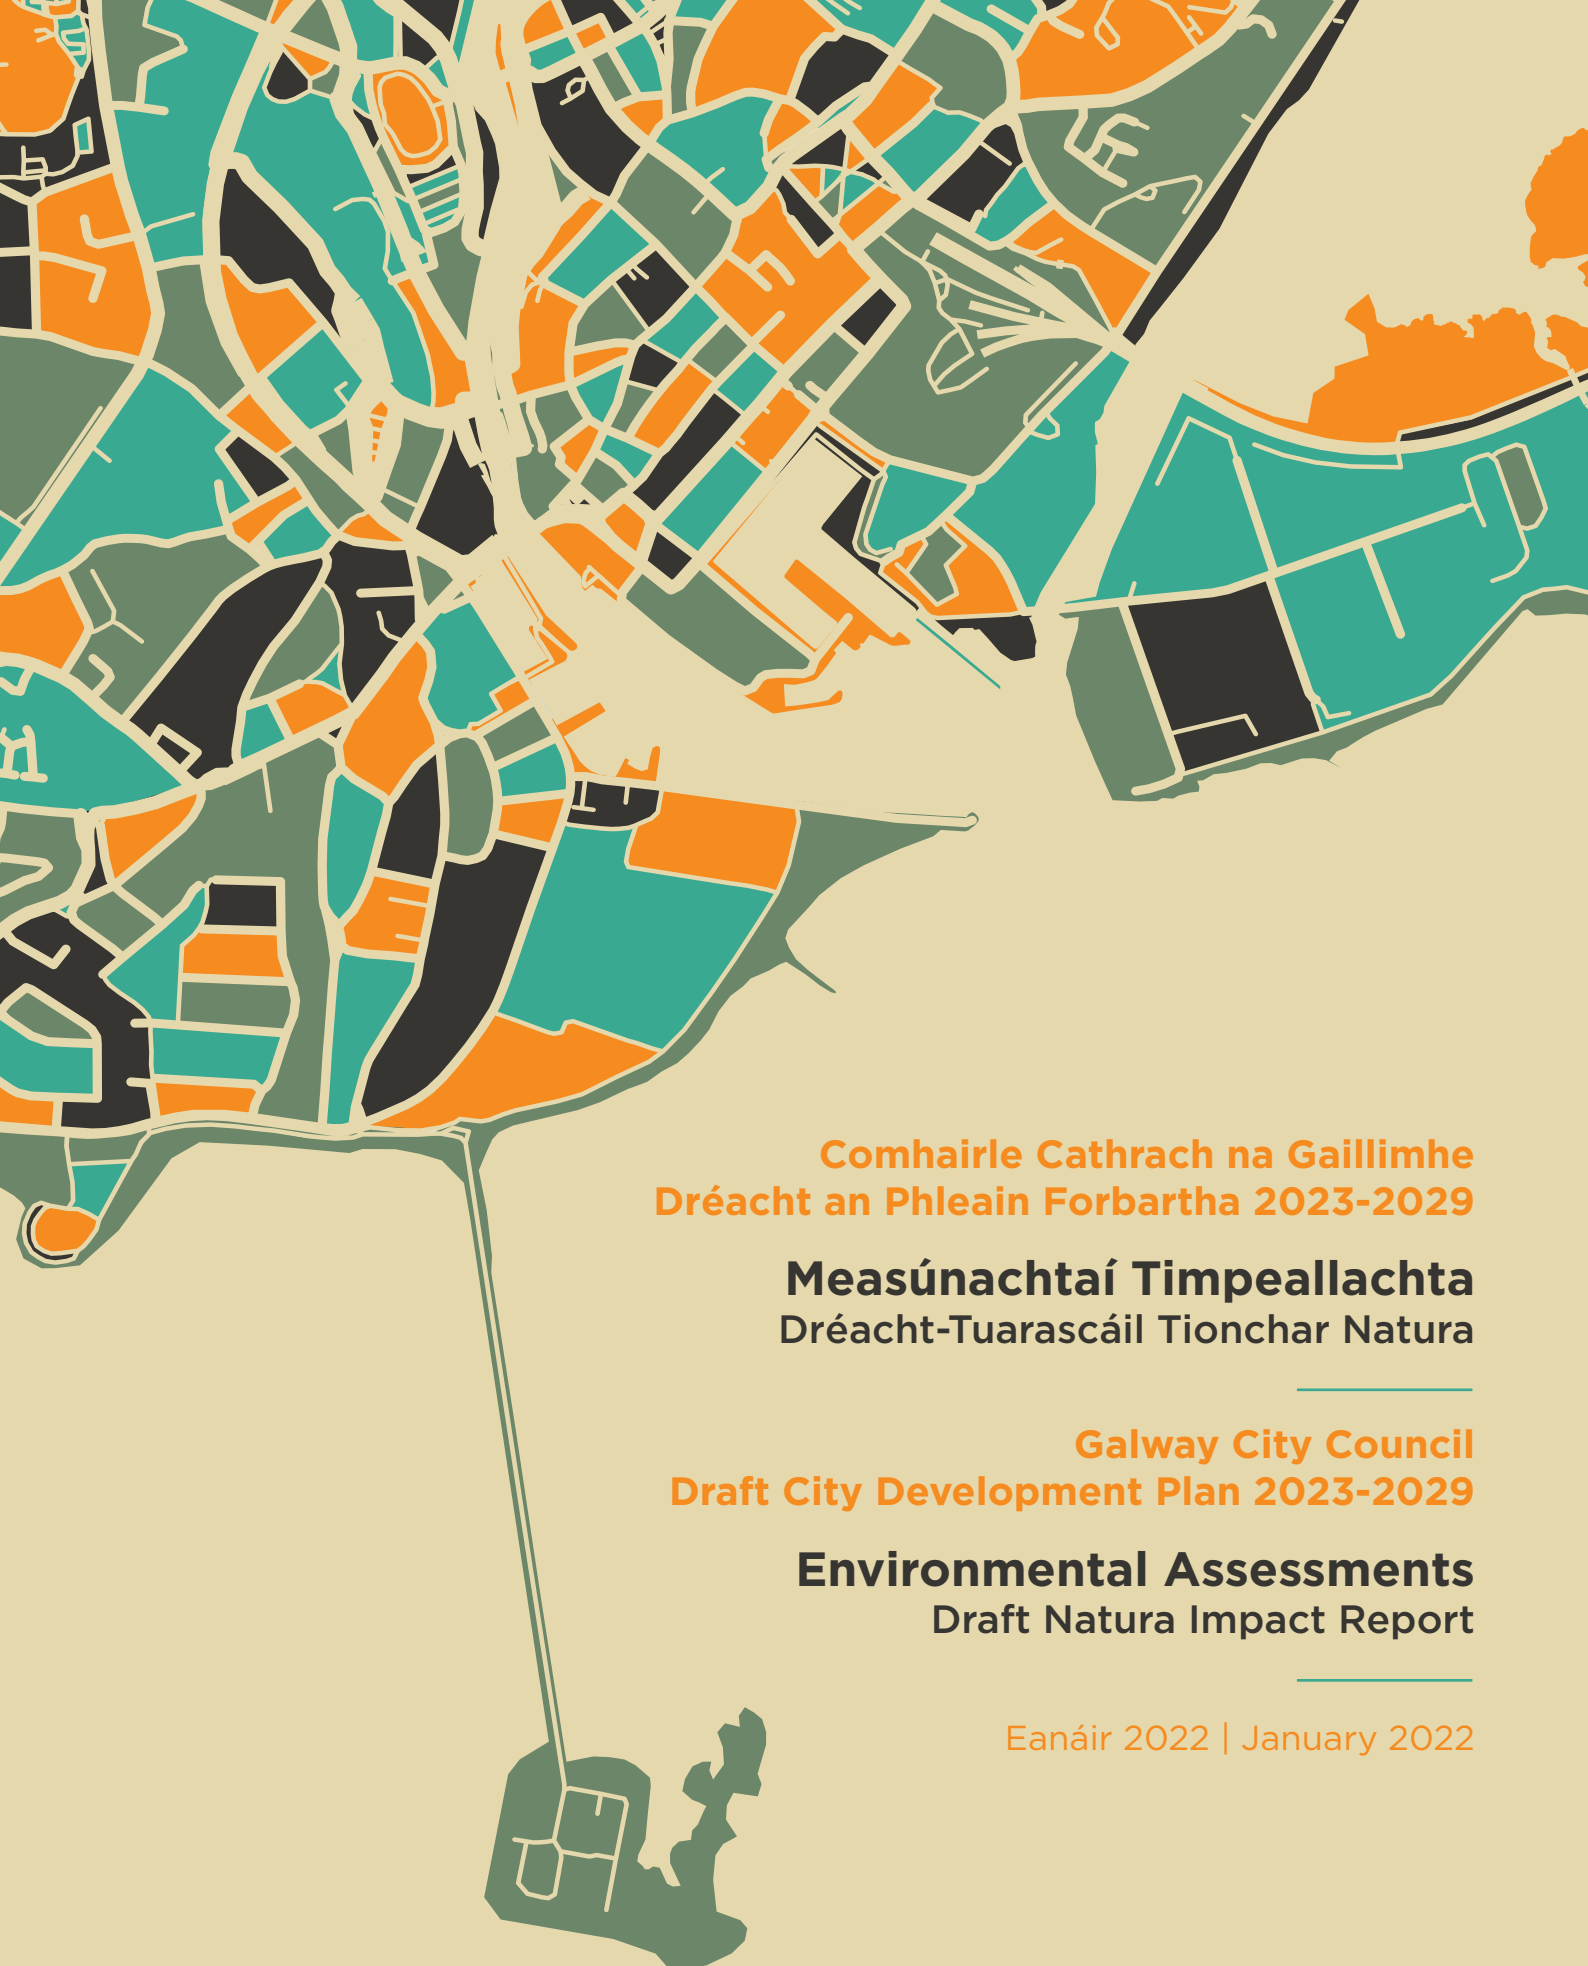 Comhairle Cathrach na Gaillimhe
Dréacht an Phleain Forbartha 2023-2029
Measúnachtaí Timpeallachta
Dréacht-Tuarascáil Tionchar Natura
Galway City Council
Draft City Development Plan 2023-2029
Environmental Assessments
Draft Natura Impact Report
Eanáir 2022 | January 2022